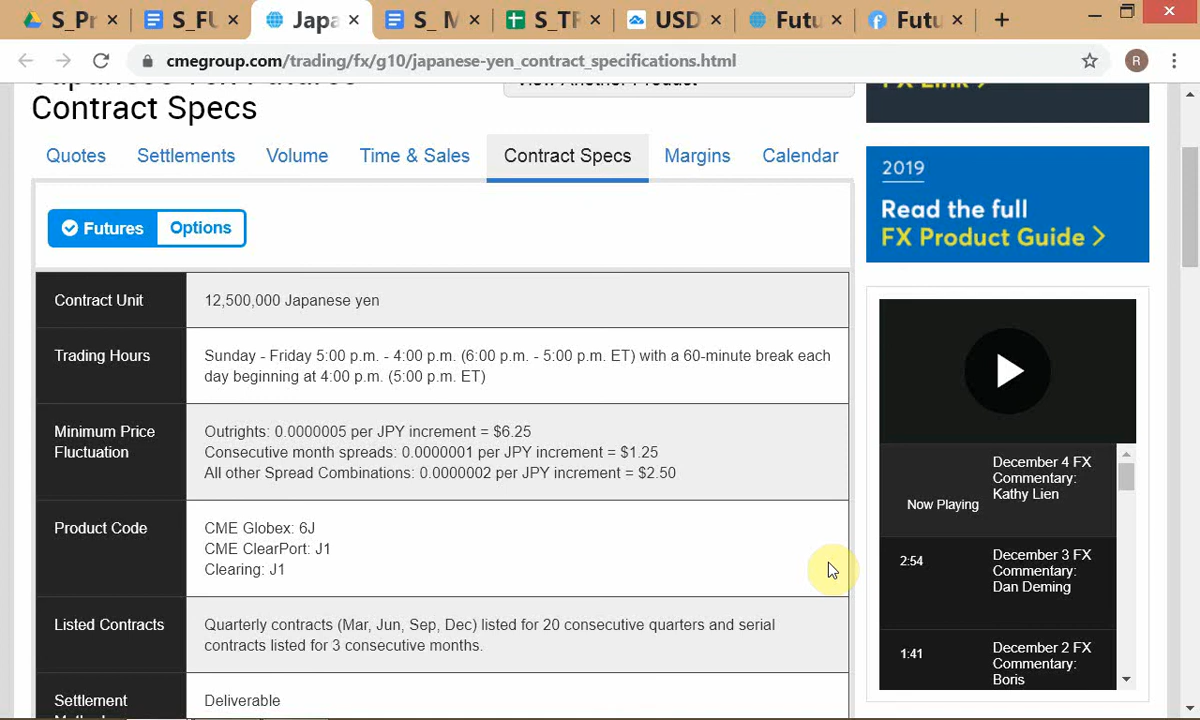 S_Pr
S_FU
Japa
S_ M
S_TF
USD
Futu
Futu
cmegroup.com/trading/fx/g10/japanese-yen_contract_specifications.html
R
Contract Specs
View Another Product
FX Link
Quotes
Settlements
Volume
Time & Sales
Contract Specs
Margins
Calendar
2019
Read the full
FX Product Guide
Futures
Options
Contract Unit
12,500,000 Japanese yen
Trading Hours
Sunday - Friday 5:00 p.m. - 4:00 p.m. (6:00 p.m. - 5:00 p.m. ET) with a 60-minute break each
day beginning at 4:00 p.m. (5:00 p.m. ET)
Minimum Price
Fluctuation
Outrights: 0.0000005 per JPY increment = $6.25
Consecutive month spreads: 0.0000001 per JPY increment = $1.25
All other Spread Combinations: 0.0000002 per JPY increment = $2.50
Product Code
CME Globex: 6J
CME ClearPort: J1
Clearing: J1
Listed Contracts
Quarterly contracts (Mar, Jun, Sep, Dec) listed for 20 consecutive quarters and serial
contracts listed for 3 consecutive months.
Settlement
Deliverable
Now Playing
December 4 FX
Commentary:
Kathy Lien
2:54
December 3 FX
Commentary:
Dan Deming
1:41
December 2 FX
Commentary:
Boris